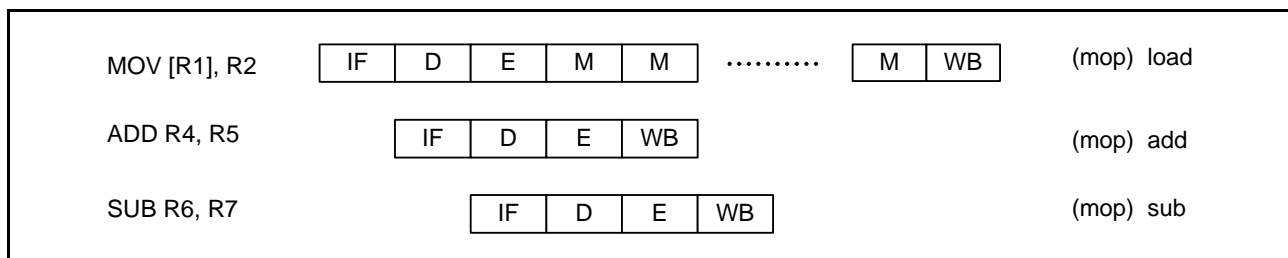 MOV [R1], R2 IF D E M M .......... M WB (mop) load
ADD R4, R5 IF D E WB (mop) add
SUB R6, R7 IF D E WB (mop) sub